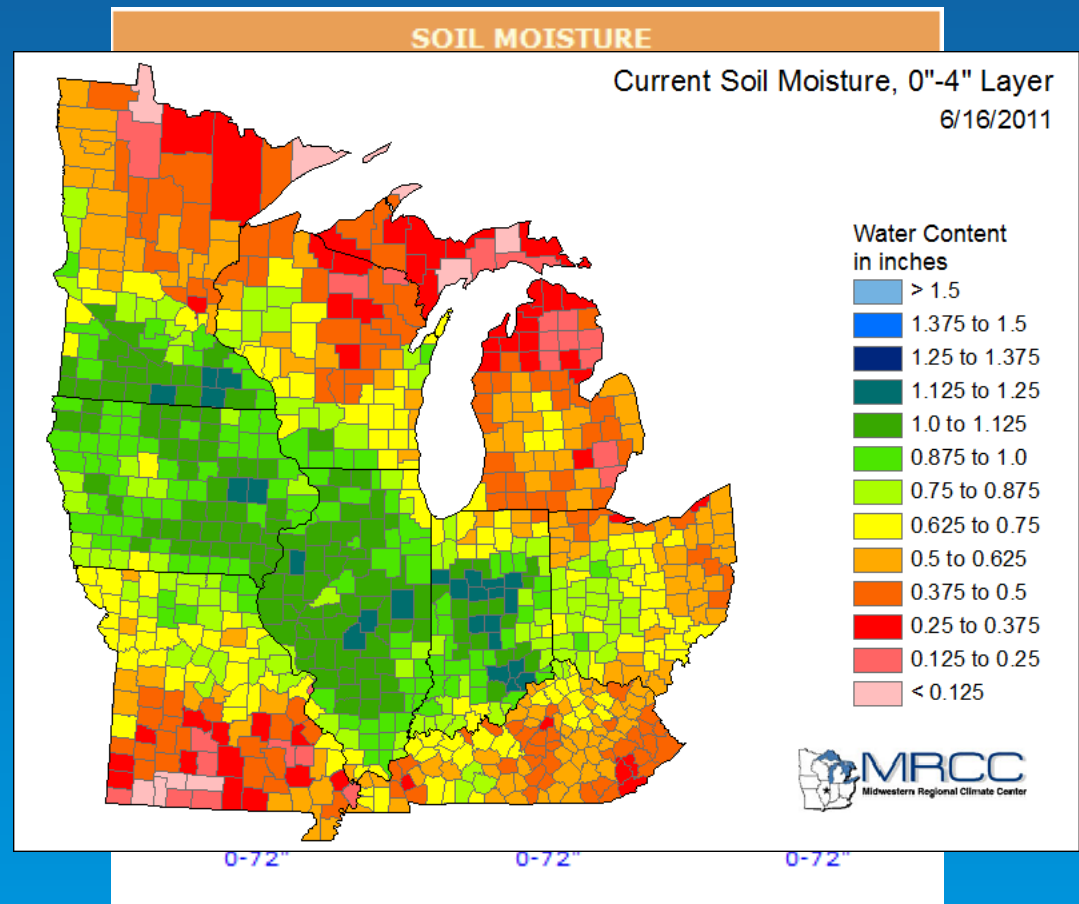 SOIL MOISTURE
Current Soil Moisture, 0"-4" Layer
6/16/2011
Water Content
in inches
> 1.5
1.375 to 1.5
1.25 to 1.375
1.125 to 1.25
1.0 to 1.125
0.875 to 1.0
0.75 to 0.875
0.625 to 0.75
0.5 to 0.625
0.375 to 0.5
0.25 to 0.375
0.125 to 0.25
< 0.125
MRCC
Midwestern Regional Climate Center
0-72" 0-72" 0-72"